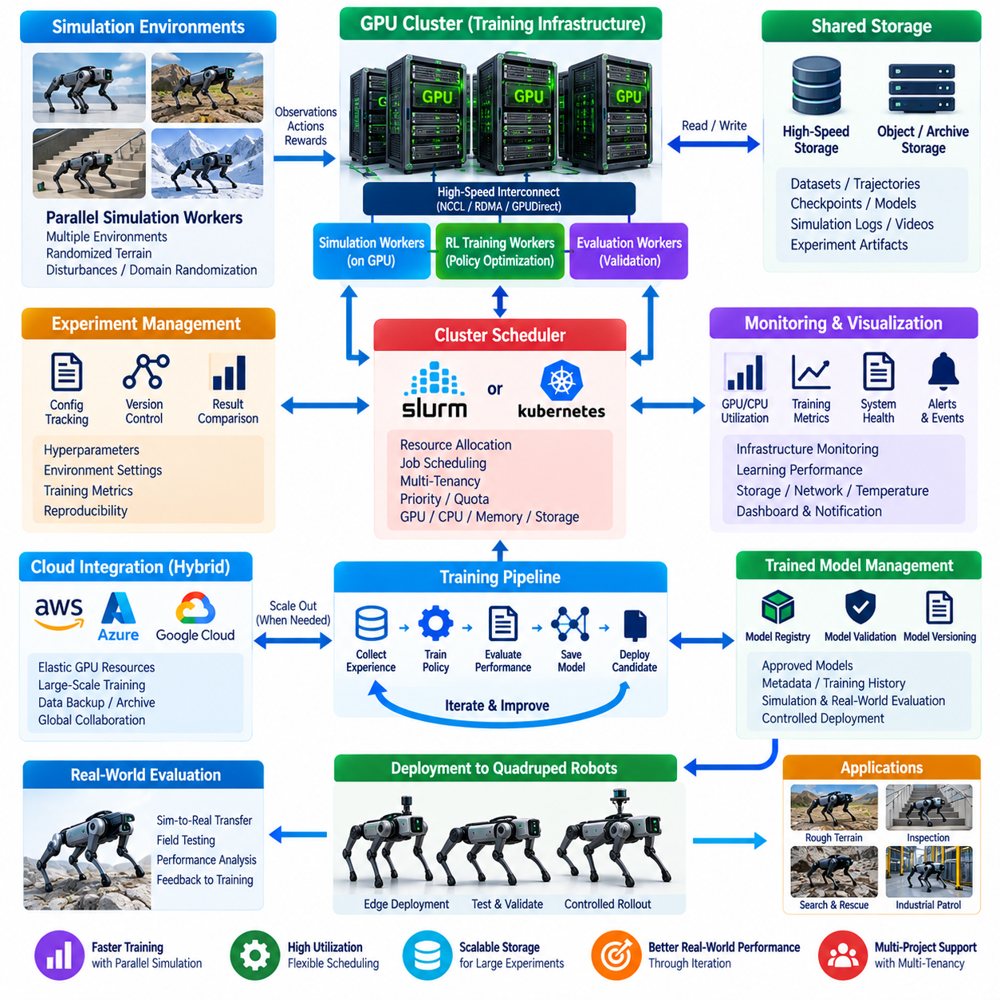 Simulation Environments
Parallel Simulation Workers
Multiple Environments
Randomized Terrain
Disturbances / Domain Randomization
Observations
Actions
Rewards
GPU Cluster (Training Infrastructure)
GPU
GPU
GPU
High-Speed Interconnect
(NCCL / RDMA / GPUDirect)
Simulation Workers
(on GPU)
RL Training Workers
(Policy Optimization)
Evaluation Workers
(Validation)
Read / Write
Shared Storage
High-Speed
Storage
Object / Archive
Storage
Datasets / Trajectories
Checkpoints / Models
Simulation Logs / Videos
Experiment Artifacts
Experiment Management
Config
Tracking
Version
Control
Result
Comparison
Hyperparameters
Environment Settings
Training Metrics
Reproducibility
Cluster Scheduler
slurm
or
kubernetes
Resource Allocation
Job Scheduling
Multi-Tenancy
Priority / Quota
GPU / CPU / Memory / Storage
Monitoring & Visualization
GPU/CPU
Utilization
Training
Metrics
System
Health
Alerts
& Events
Infrastructure Monitoring
Learning Performance
Storage / Network / Temperature
Dashboard & Notification
Cloud Integration (Hybrid)
aws
Azure
Google Cloud
Elastic GPU Resources
Large-Scale Training
Data Backup / Archive
Global Collaboration
Scale Out
(When Needed)
Training Pipeline
Collect
Experience
Train
Policy
Evaluate
Performance
Save
Model
Deploy
Candidate
Iterate & Improve
Trained Model Management
Model Registry
Model Validation
Model Versioning
Approved Models
Metadata / Training History
Simulation & Real-World Evaluation
Controlled Deployment
Real-World Evaluation
Sim-to-Real Transfer
Field Testing
Performance Analysis
Feedback to Training
Deployment to Quadruped Robots
Edge Deployment
Test & Validate
Controlled Rollout
Applications
Rough Terrain
Inspection
Search & Rescue
Industrial Patrol
Faster Training
with Parallel Simulation
High Utilization
Flexible Scheduling
Scalable Storage
for Large Experiments
Better Real-World Performance
Through Iteration
Multi-Project Support
with Multi-Tenancy